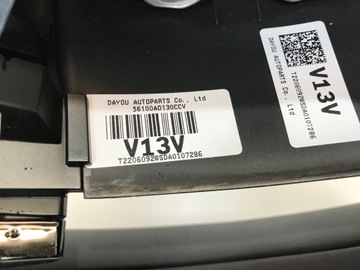 DAYOU AUTOPARTS Co., Ltd
56100A0130CCV
V13V
T2206092WSDA0107286
DAYOU AUTOPARTS Co., Ltd
V13V
T2206092WSDA0107286